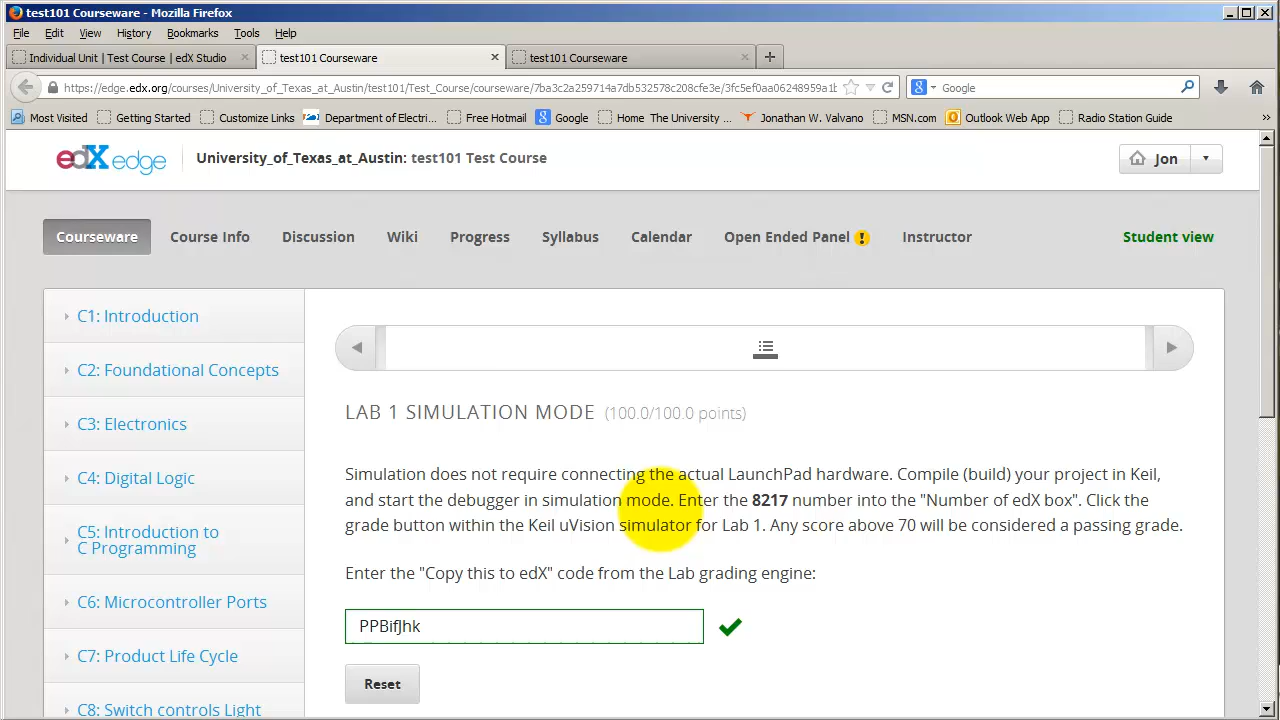 test101 Courseware - Mozilla Firefox
File Edit View History Bookmarks Tools Help
Individual Unit | Test Course | edX Studio
test101 Courseware
test101 Courseware
https://edge.edx.org/courses/University_of_Texas_at_Austin/test101/Test_Course/courseware/7ba3c2a259714a7db532578c208cfe3e/3fc5ef0aa06248959a1b
Google
Most Visited Getting Started Customize Links Department of Electri... Free Hotmail Google Home The University ... Jonathan W. Valvano MSN.com Outlook Web App Radio Station Guide
edX edge
University_of_Texas_at_Austin: test101 Test Course
Jon
Courseware Course Info Discussion Wiki Progress Syllabus Calendar Open Ended Panel Instructor Student view
C1: Introduction
C2: Foundational Concepts
C3: Electronics
C4: Digital Logic
C5: Introduction to
C Programming
C6: Microcontroller Ports
C7: Product Life Cycle
C8: Switch controls Light
LAB 1 SIMULATION MODE (100.0/100.0 points)
Simulation does not require connecting the actual LaunchPad hardware. Compile (build) your project in Keil,
and start the debugger in simulation mode. Enter the 8217 number into the "Number of edX box". Click the
grade button within the Keil uVision simulator for Lab 1. Any score above 70 will be considered a passing grade.
Enter the "Copy this to edX" code from the Lab grading engine:
PPBifJhk
Reset